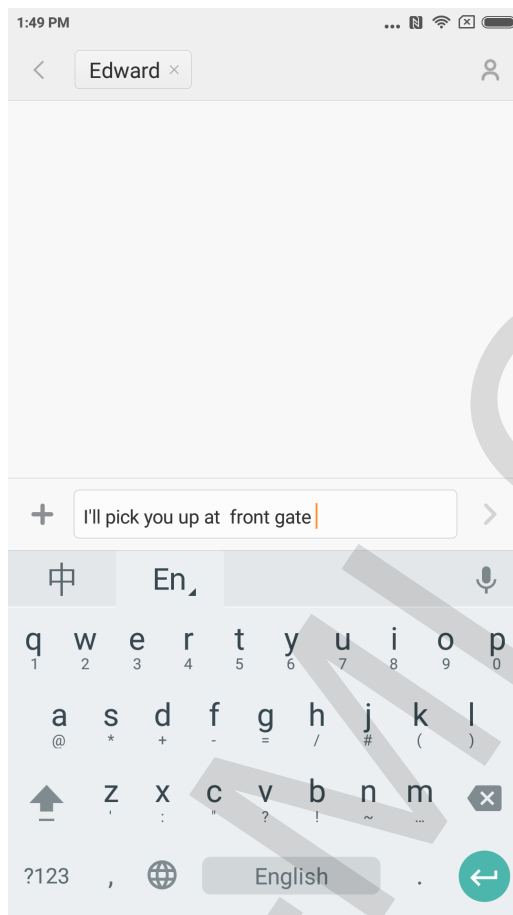 1:49 PM
Edward ×
I'll pick you up at  front gate
中 En
q w e r t y u i o p
1 2 3 4 5 6 7 8 9 0
a s d f g h j k l
@ * + - = / # ( )
z x c v b n m
' : " ? ! ~ ...
?123 , English .